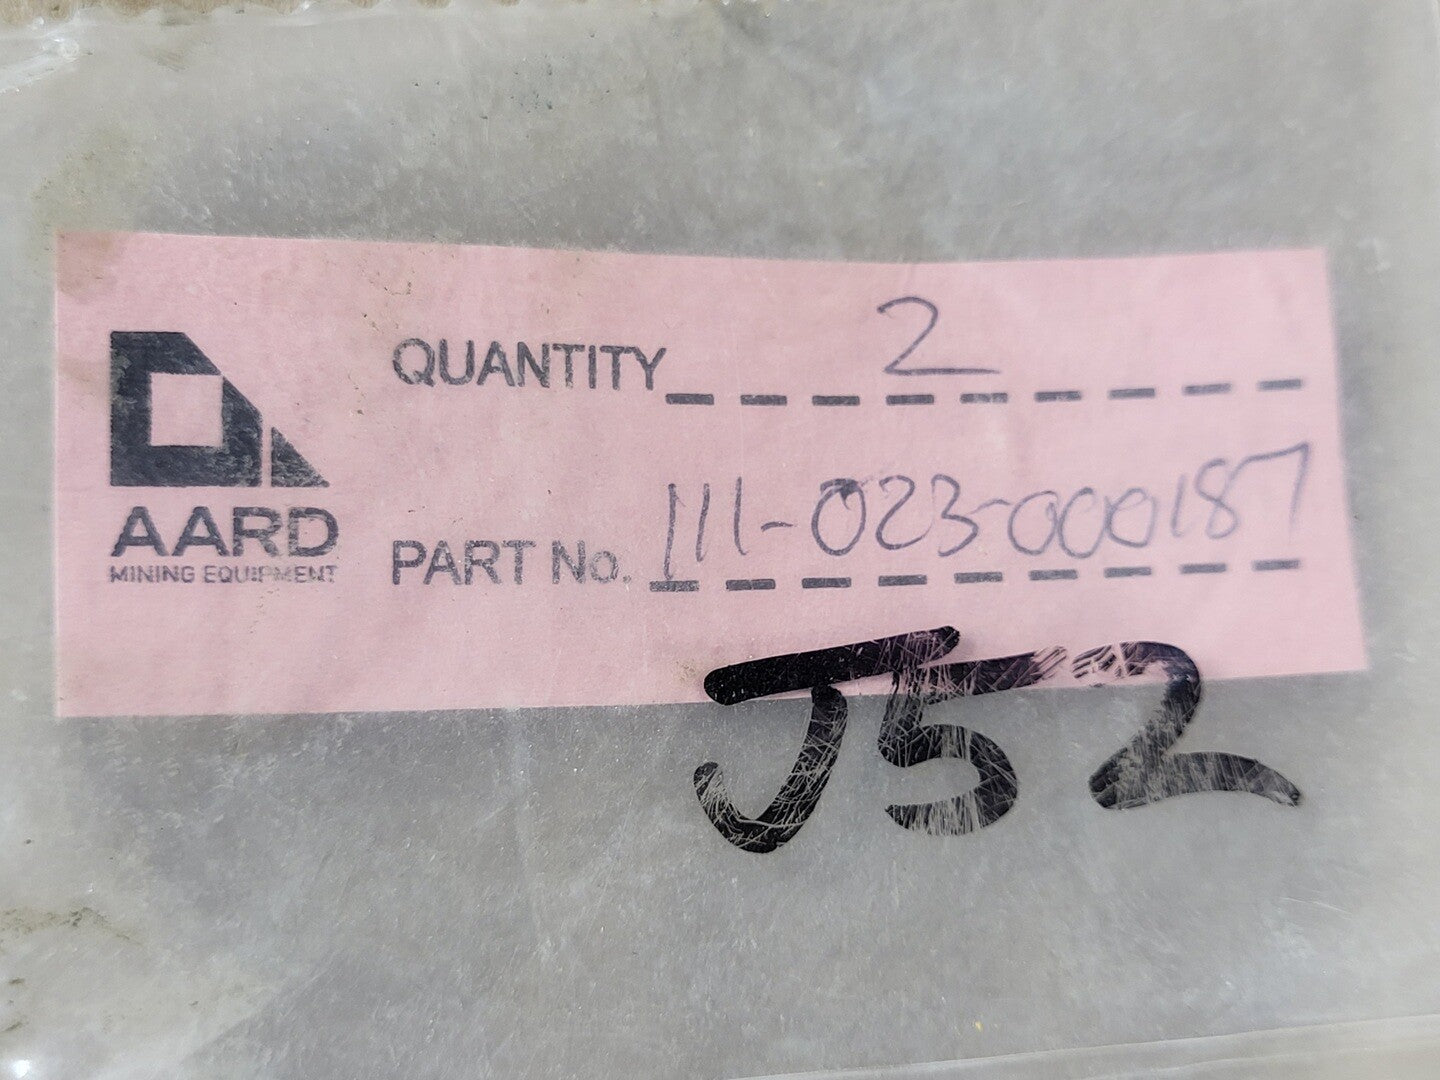 AARD
MINING EQUIPMENT
QUANTITY 2
PART No. 111-023-000187
J52